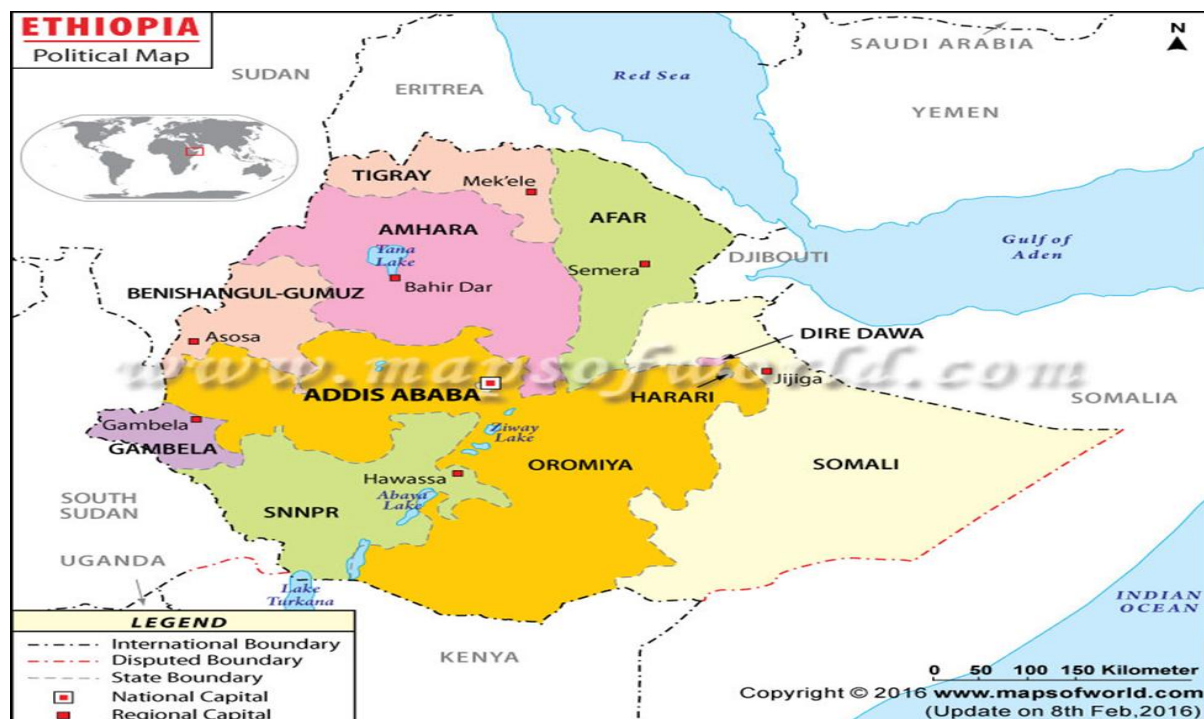 ETHIOPIA
Political Map
SUDAN
ERITREA
Red Sea
SAUDI ARABIA
N
YEMEN
TIGRAY
Mek'ele
AFAR
AMHARA
Tana
Lake
Bahir Dar
Semera
DJIBOUTI
Gulf of
Aden
BENISHANGUL-GUMUZ
Asosa
DIRE DAWA
www.mapsofworld.com
ADDIS ABABA
HARARI
Jijiga
SOMALIA
Gambela
GAMBELA
Ziway
Lake
OROMIYA
SOMALI
Hawassa
Abaya
Lake
SNNPR
SOUTH
SUDAN
UGANDA
Lake
Turkana
KENYA
INDIAN
OCEAN
LEGEND
International Boundary
Disputed Boundary
State Boundary
National Capital
Regional Capital
0 50 100 150 Kilometer
Copyright © 2016 www.mapsofworld.com
(Update on 8th Feb,2016)